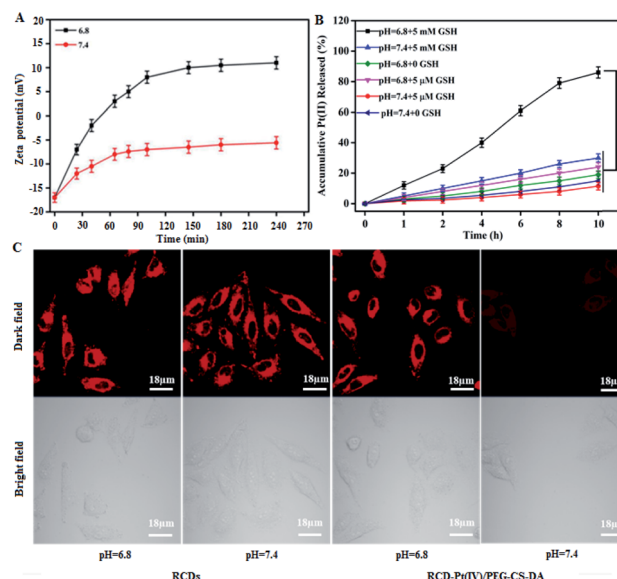 A
6.8
7.4
Zeta potential (mV)
20
15
10
5
0
-5
-10
-15
-20
0 30 60 90 120 150 180 210 240 270
Time (min)
B
pH=6.8+5 mM GSH
pH=7.4+5 mM GSH
pH=6.8+0 GSH
pH=6.8+5 μM GSH
pH=7.4+5 μM GSH
pH=7.4+0 GSH
Accumulative Pt(II) Released (%)
120
100
80
60
40
20
0
0 1 2 4 6 8 10
Time (h)
C
Dark field
18μm 18μm 18μm 18μm
Bright field
18μm 18μm 18μm 18μm
pH=6.8 pH=7.4 pH=6.8 pH=7.4
RCDs RCD-Pt(IV)/PEG-CS-DA